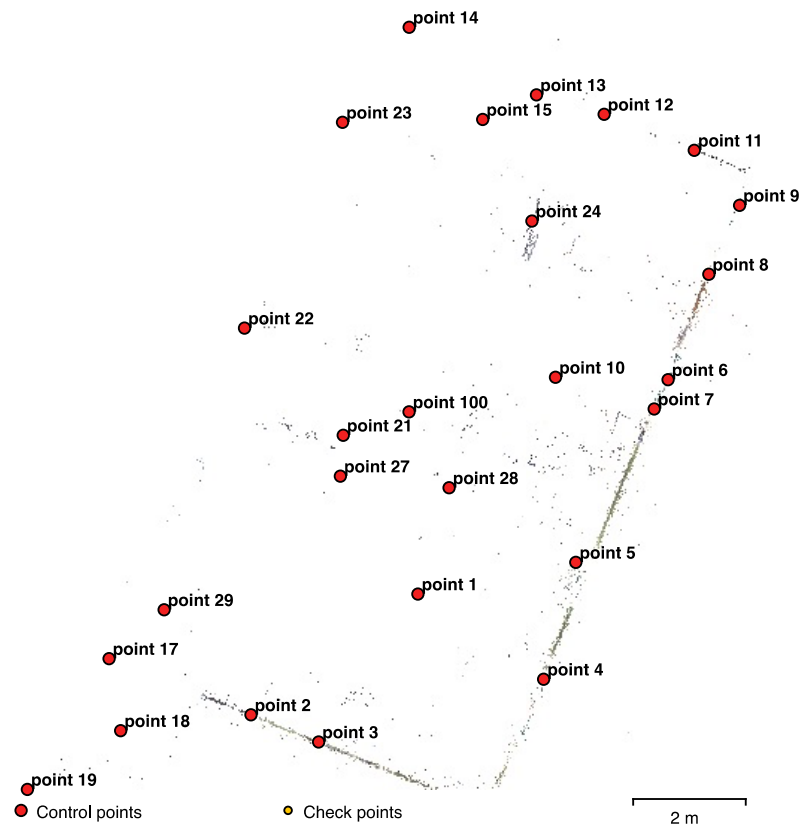 point 14
point 13
point 12
point 23
point 15
point 11
point 9
point 24
point 8
point 22
point 10
point 6
point 100
point 7
point 21
point 27
point 28
point 5
point 1
point 29
point 17
point 4
point 2
point 18
point 3
point 19
Control points
Check points
2 m